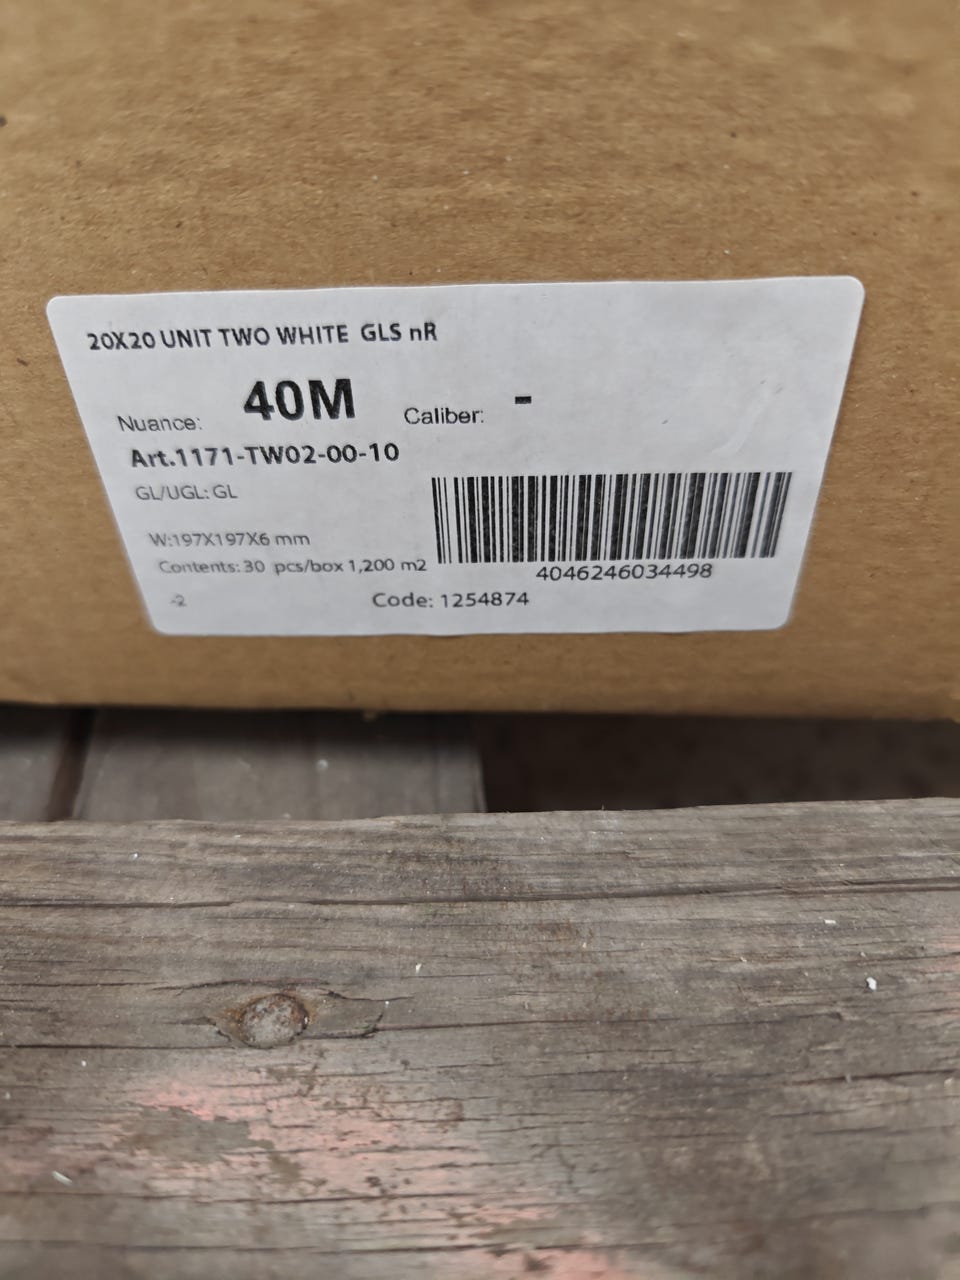 20X20 UNIT TWO WHITE GLS nR
Nuance: 40M Caliber: -
Art.1171-TW02-00-10
GL/UGL: GL
W:197X197X6 mm
Contents: 30 pcs/box 1,200 m2
4046246034498
-2 Code: 1254874